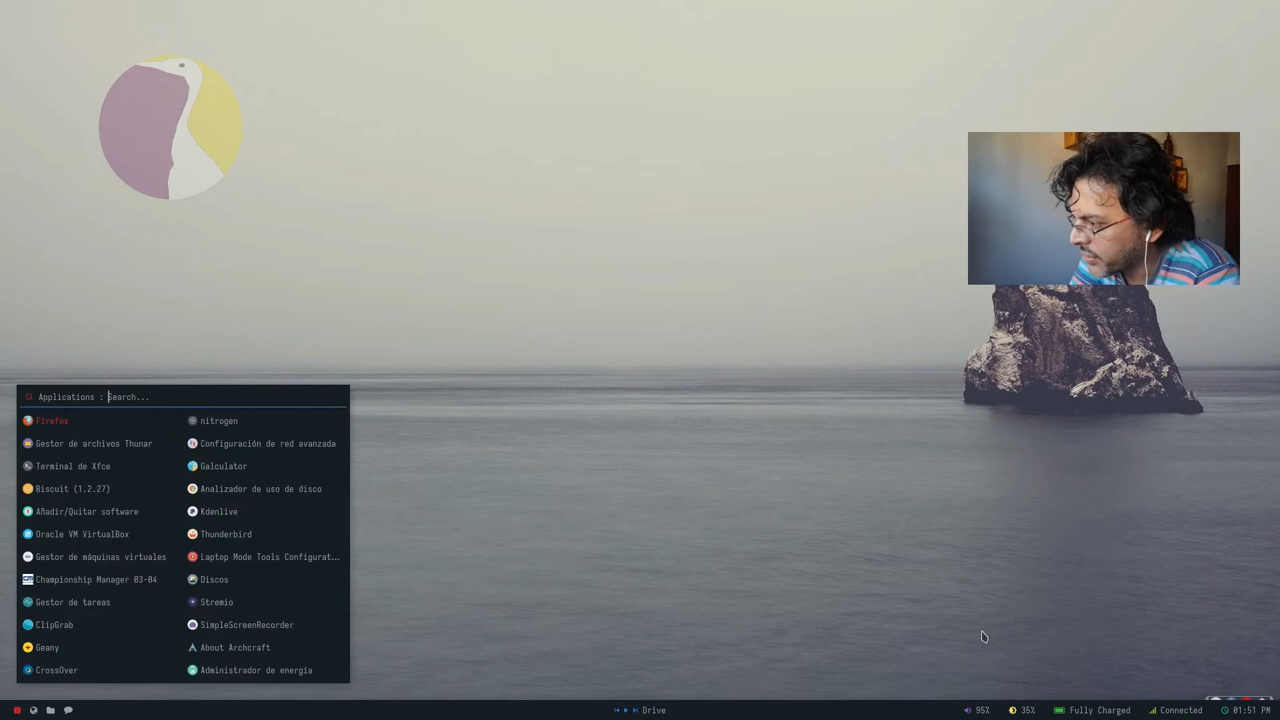 Applications : Search...
Firefox
Gestor de archivos Thunar
Terminal de Xfce
Biscuit (1.2.27)
Añadir/Quitar software
Oracle VM VirtualBox
Gestor de máquinas virtuales
Championship Manager 03-04
Gestor de tareas
ClipGrab
Geany
CrossOver
nitrogen
Configuración de red avanzada
Galculator
Analizador de uso de disco
Kdenlive
Thunderbird
Laptop Mode Tools Configurat...
Discos
Stremio
SimpleScreenRecorder
About Archcraft
Administrador de energía
Drive
95%
35%
Fully Charged
Connected
01:51 PM